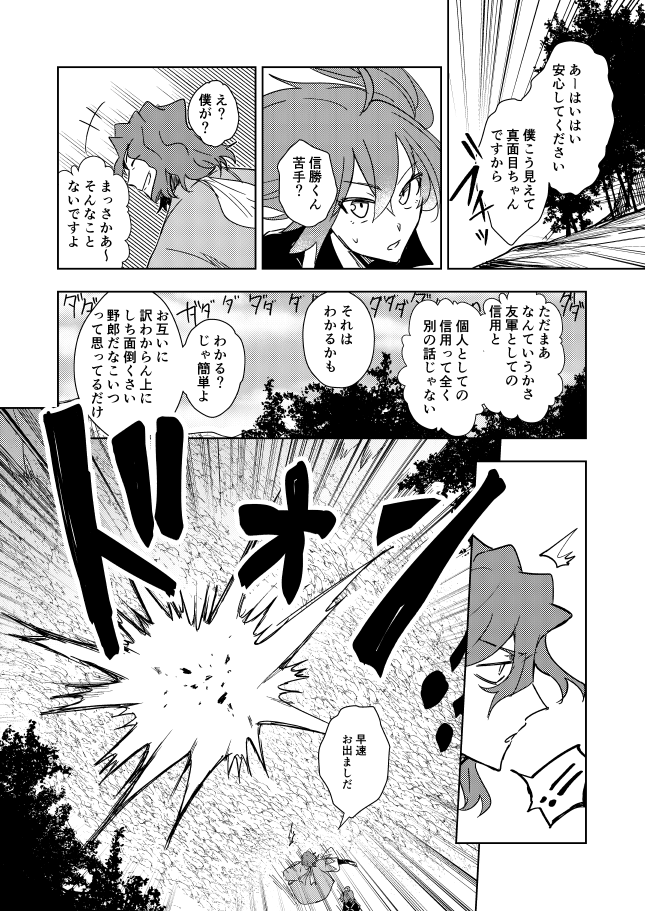 あーはいはい
安心してください
僕こう見えて
真面目ちゃん
ですから
信勝くん
苦手？
え？
僕が？
まっさかあ～
そんなこと
ないですよ
ただまあ
なんていうかさ
友軍としての
信用と
個人としての
信用って全く
別の話じゃない
それは
わかるかも
わかる？
じゃ簡単よ
お互いに
訳わからん上に
しち面倒くさい
野郎だなこいつ
って思ってるだけ
ガダダッ
ドォン
!!
早速
お出ましだ